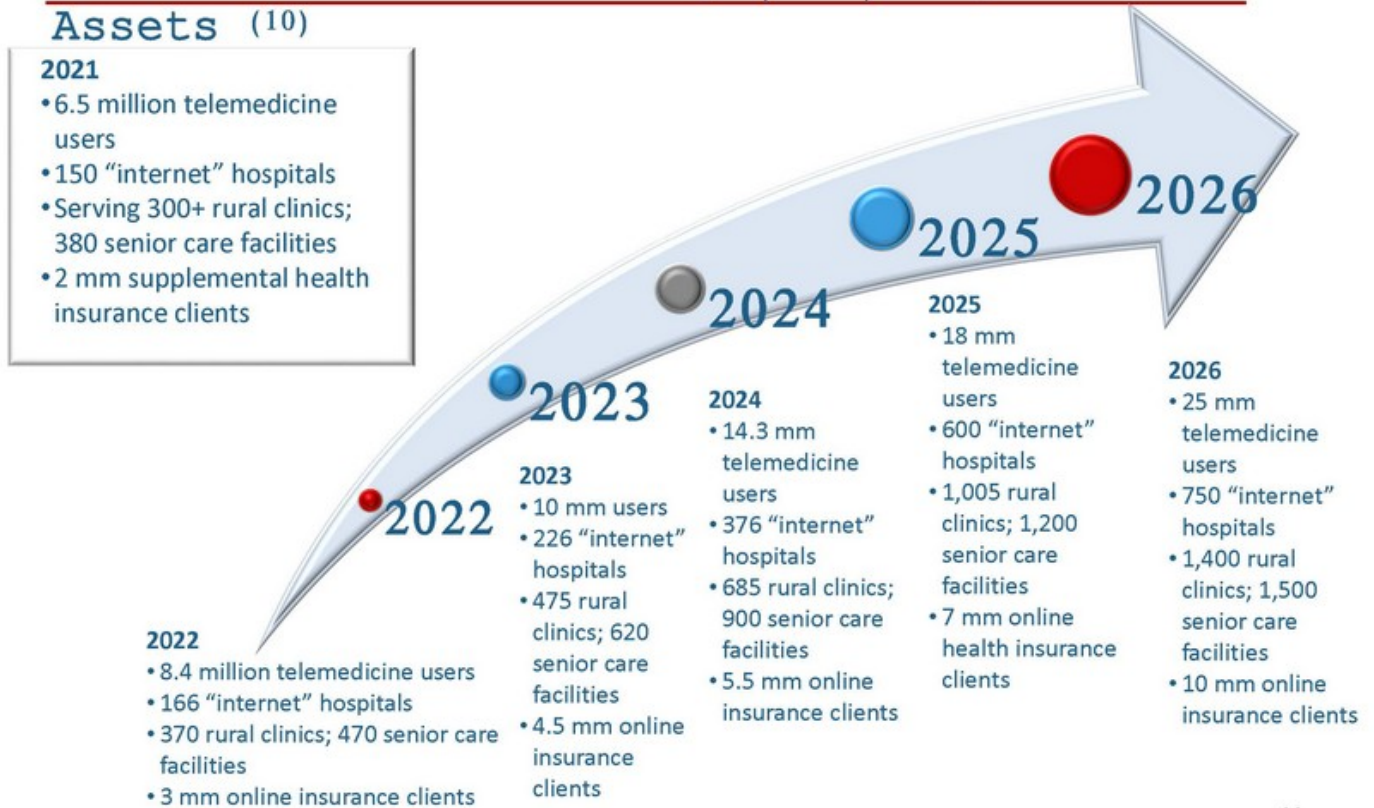 Assets (10)
2021
•6.5 million telemedicine
users
•150 “internet” hospitals
•Serving 300+ rural clinics;
380 senior care facilities
•2 mm supplemental health
insurance clients
2022
2023
2024
2025
2026
2022
•8.4 million telemedicine users
•166 “internet” hospitals
•370 rural clinics; 470 senior care
facilities
•3 mm online insurance clients
2023
•10 mm users
•226 “internet”
hospitals
•475 rural
clinics; 620
senior care
facilities
•4.5 mm online
insurance
clients
2024
•14.3 mm
telemedicine
users
•376 “internet”
hospitals
•685 rural clinics;
900 senior care
facilities
•5.5 mm online
insurance clients
2025
•18 mm
telemedicine
users
•600 “internet”
hospitals
•1,005 rural
clinics; 1,200
senior care
facilities
•7 mm online
health insurance
clients
2026
•25 mm
telemedicine
users
•750 “internet”
hospitals
•1,400 rural
clinics; 1,500
senior care
facilities
•10 mm online
insurance clients